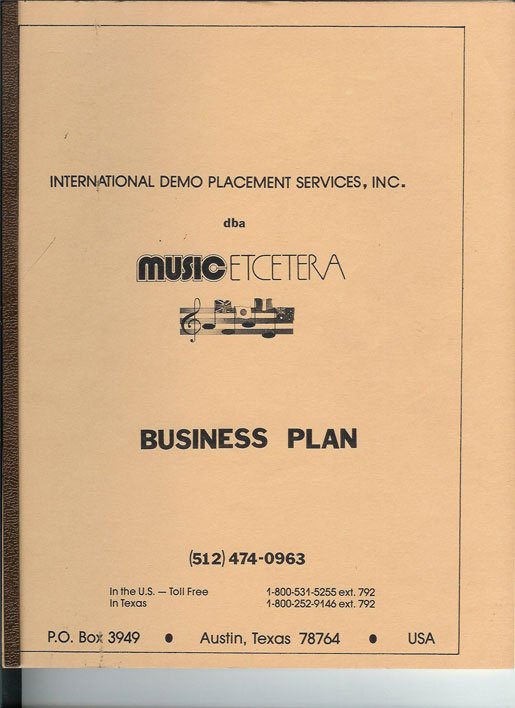 INTERNATIONAL DEMO PLACEMENT SERVICES, INC.
dba
MUSIC ETCETERA
BUSINESS PLAN
(512) 474-0963
In the U.S. — Toll Free 1-800-531-5255 ext. 792
In Texas 1-800-252-9146 ext. 792
P.O. Box 3949 • Austin, Texas 78764 • USA